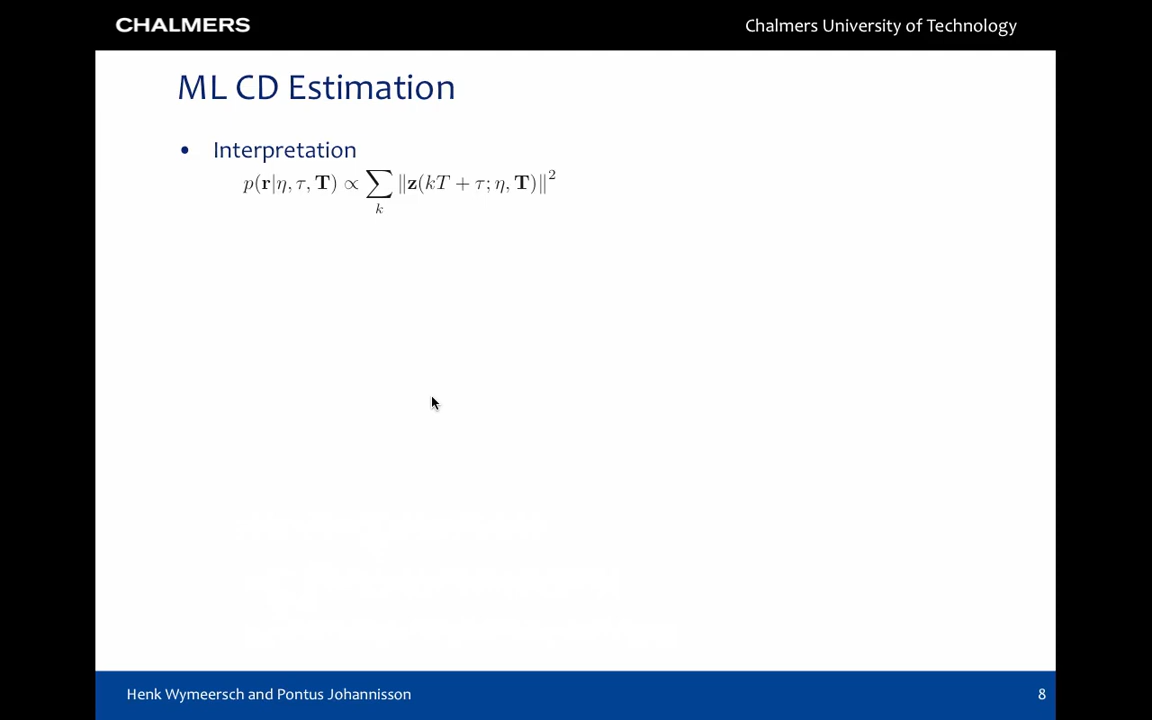 CHALMERS
Chalmers University of Technology
ML CD Estimation
• Interpretation
p(r|η, τ, T) ∝ ∑_k ‖z(kT + τ; η, T)‖²
Henk Wymeersch and Pontus Johannisson
8